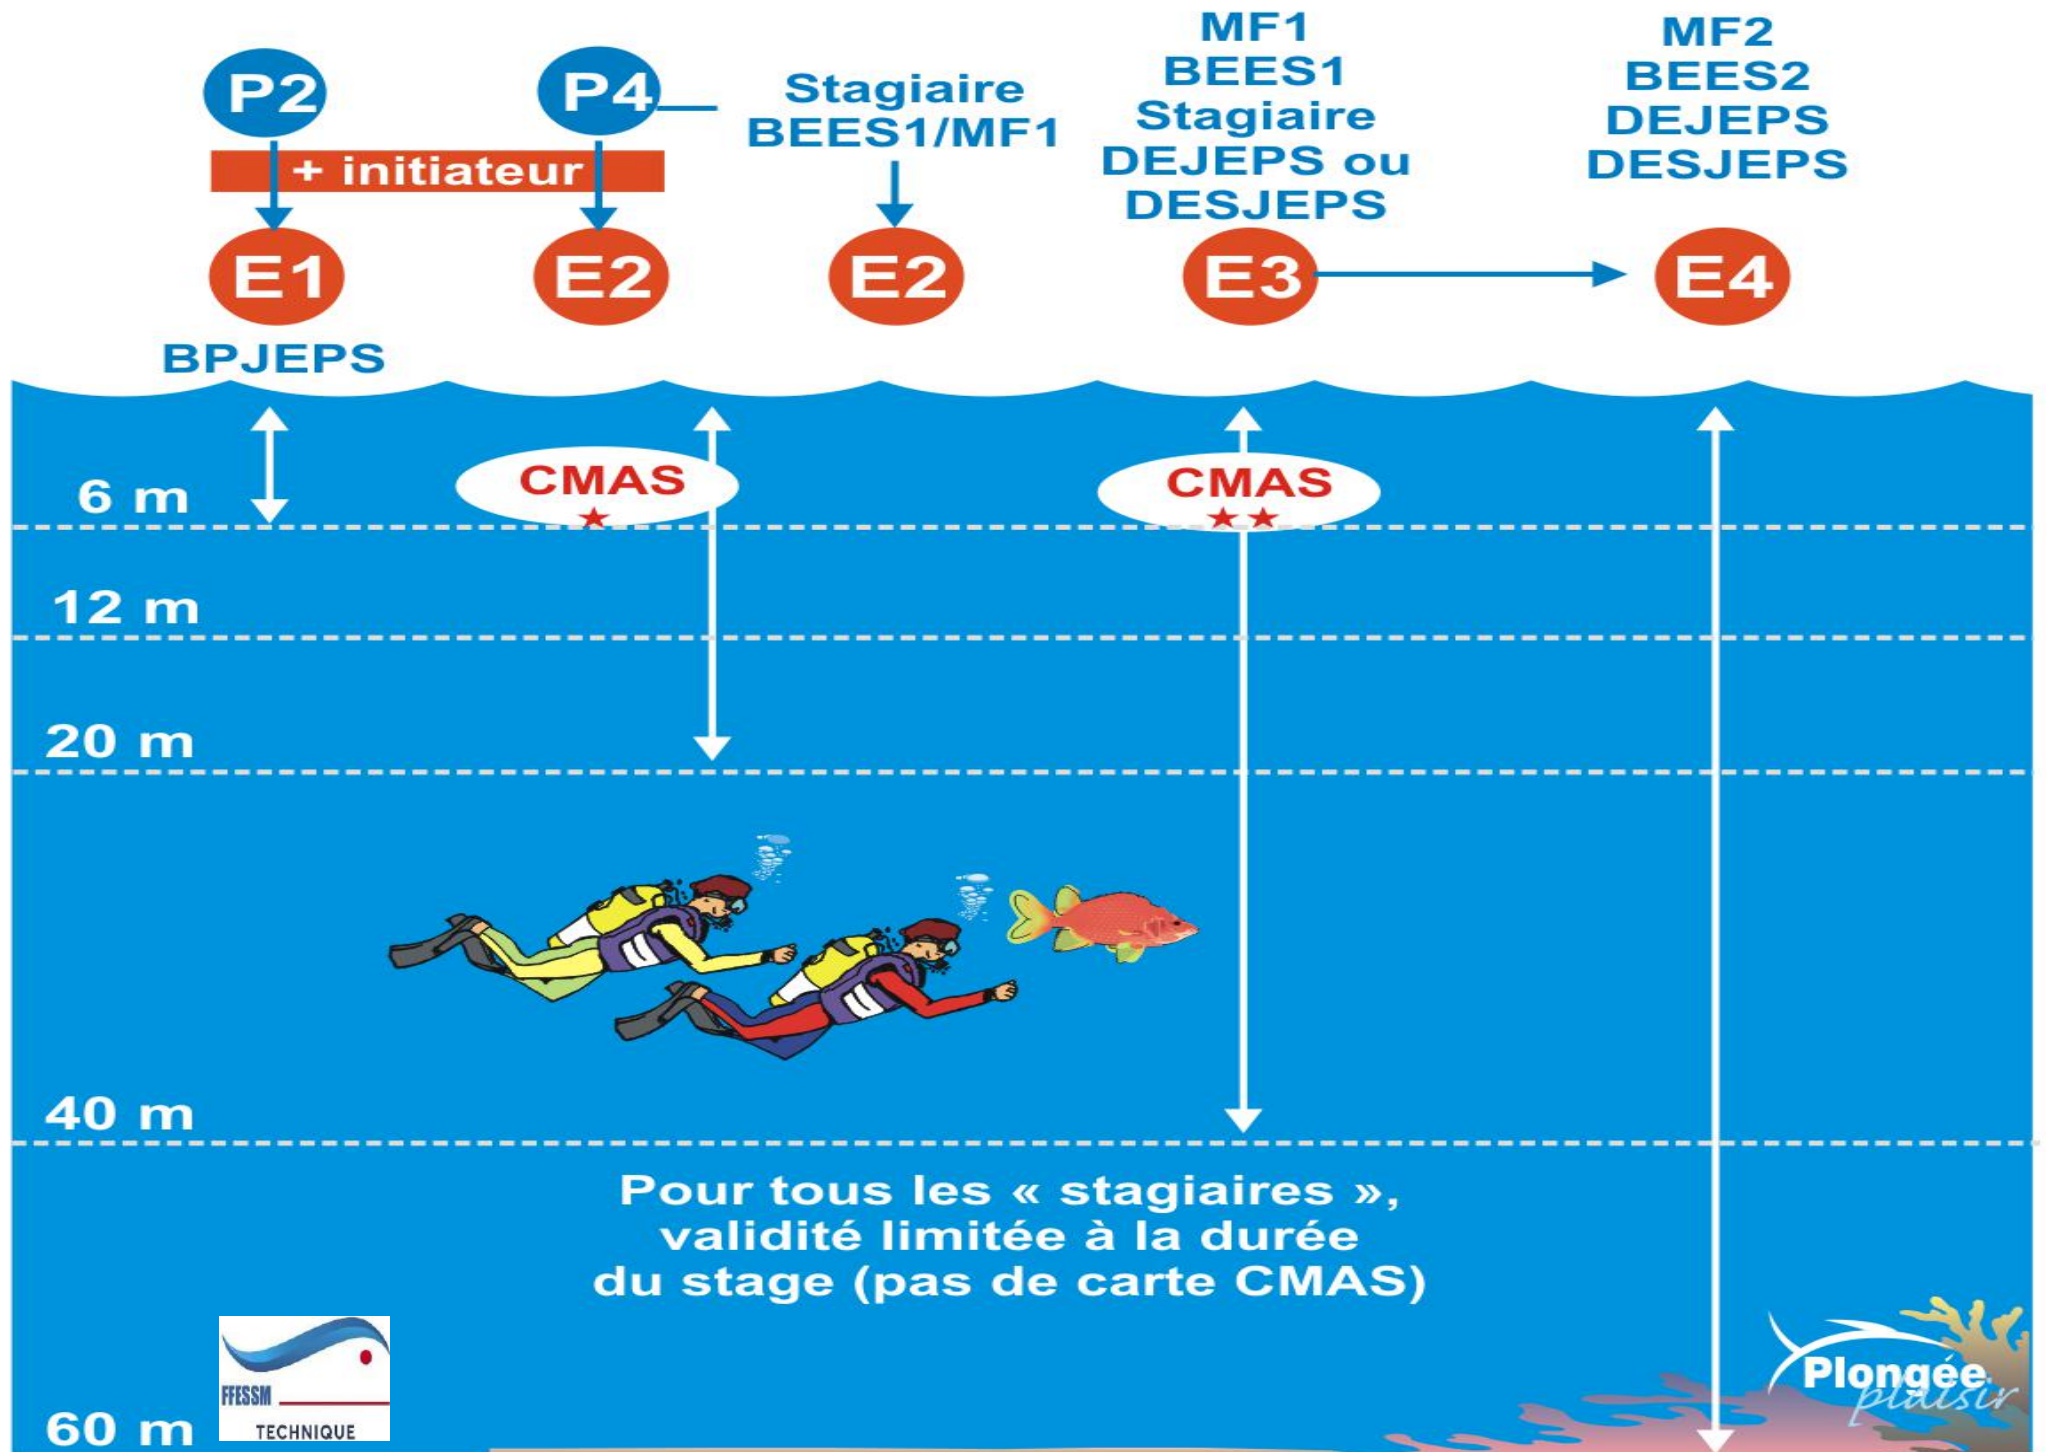 P2
P4
Stagiaire
BEES1/MF1
MF1
BEES1
Stagiaire
DEJEPS ou
DESJEPS
MF2
BEES2
DEJEPS
DESJEPS
+ initiateur
E1
E2
E2
E3
E4
BPJEPS
CMAS
CMAS
6 m
12 m
20 m
40 m
Pour tous les « stagiaires »,
validité limitée à la durée
du stage (pas de carte CMAS)
FFESSM
TECHNIQUE
60 m
Plongée
plaisir